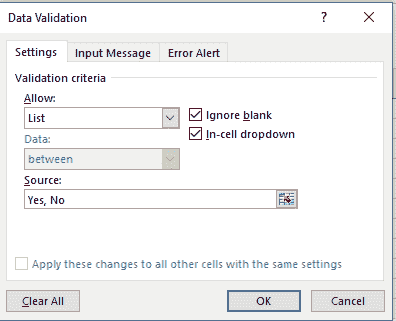 Data Validation ? ×
Settings Input Message Error Alert
Validation criteria
Allow:
List Ignore blank
In-cell dropdown
Data:
between
Source:
Yes, No
Apply these changes to all other cells with the same settings
Clear All OK Cancel